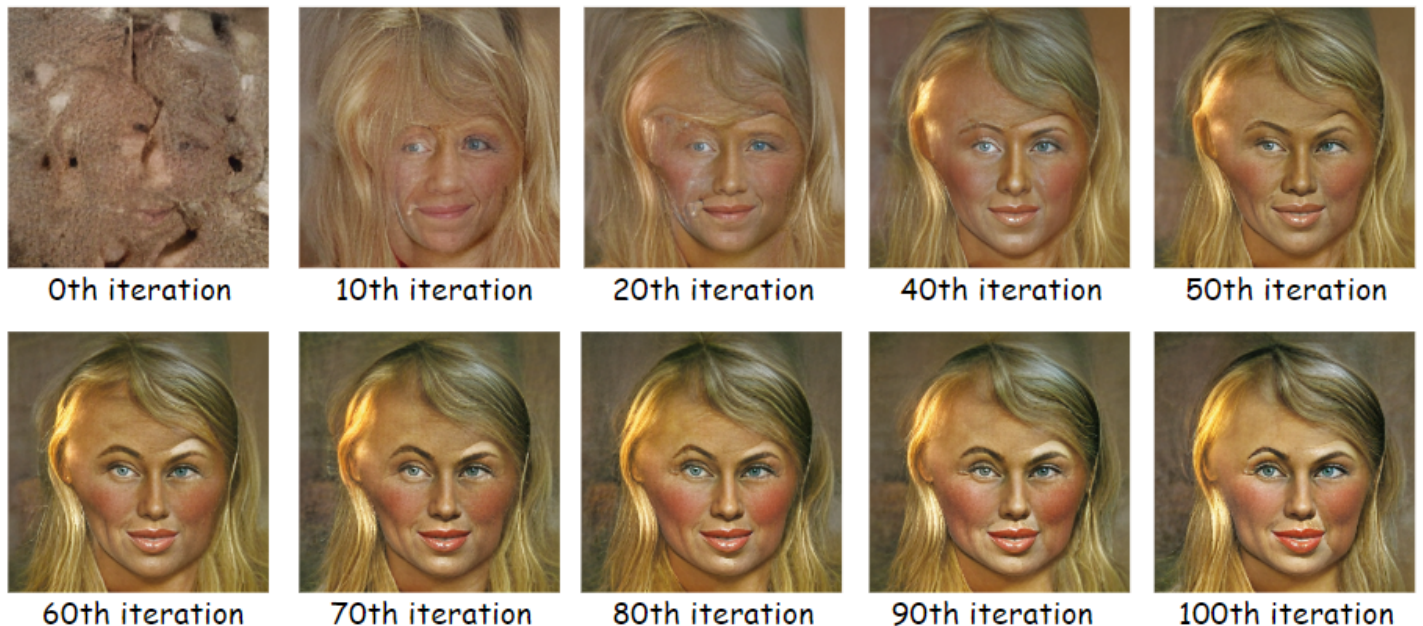 0th iteration
10th iteration
20th iteration
40th iteration
50th iteration
60th iteration
70th iteration
80th iteration
90th iteration
100th iteration